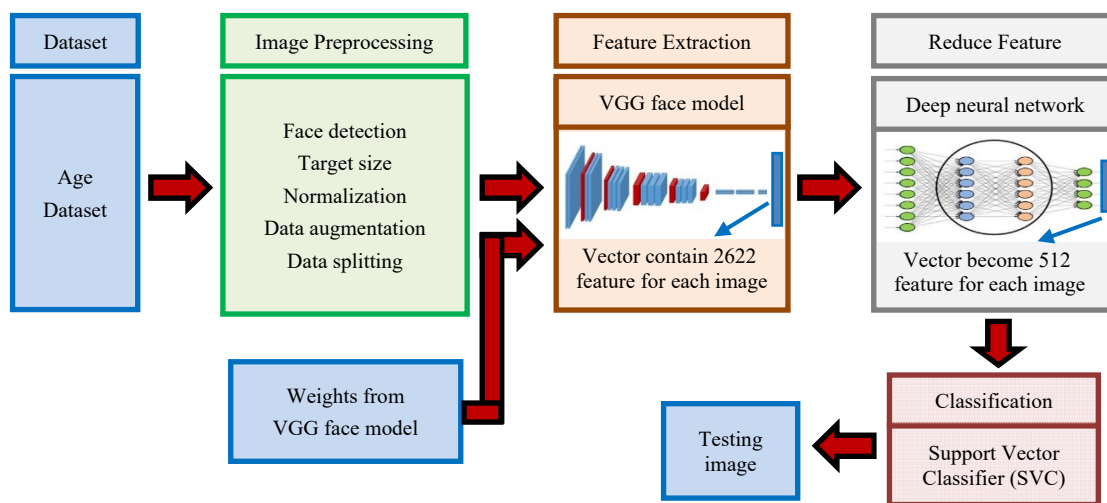 Dataset
Age
Dataset
Image Preprocessing
Face detection
Target size
Normalization
Data augmentation
Data splitting
Weights from
VGG face model
Feature Extraction
VGG face model
Vector contain 2622
feature for each image
Reduce Feature
Deep neural network
Vector become 512
feature for each image
Classification
Support Vector
Classifier (SVC)
Testing
image